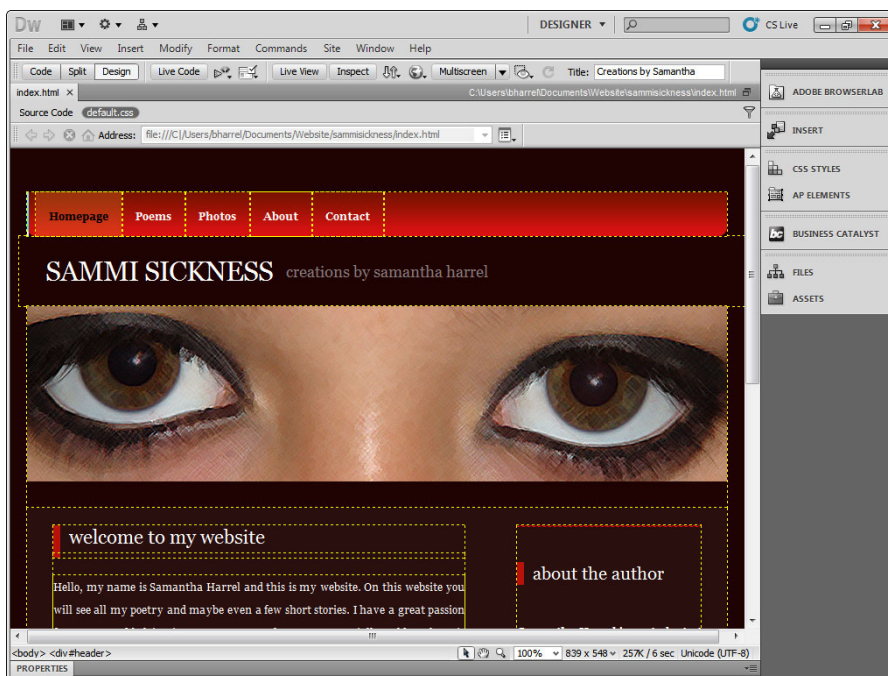 Dw DESIGNER CS Live
File Edit View Insert Modify Format Commands Site Window Help
Code Split Design Live Code Live View Inspect Multiscreen Title: Creations by Samantha
index.html C:\Users\bharrel\Documents\Website\sammisickness\index.html
Source Code default.css
Address: file:///C|/Users/bharrel/Documents/Website/sammisickness/index.html
Homepage Poems Photos About Contact
SAMMI SICKNESS creations by samantha harrel
welcome to my website
about the author
Hello, my name is Samantha Harrel and this is my website. On this website you
will see all my poetry and maybe even a few short stories. I have a great passion
<body> <div#header> 100% 839 x 548 257K / 6 sec Unicode (UTF-8)
PROPERTIES
ADOBE BROWSERLAB
INSERT
CSS STYLES
AP ELEMENTS
bc BUSINESS CATALYST
FILES
ASSETS